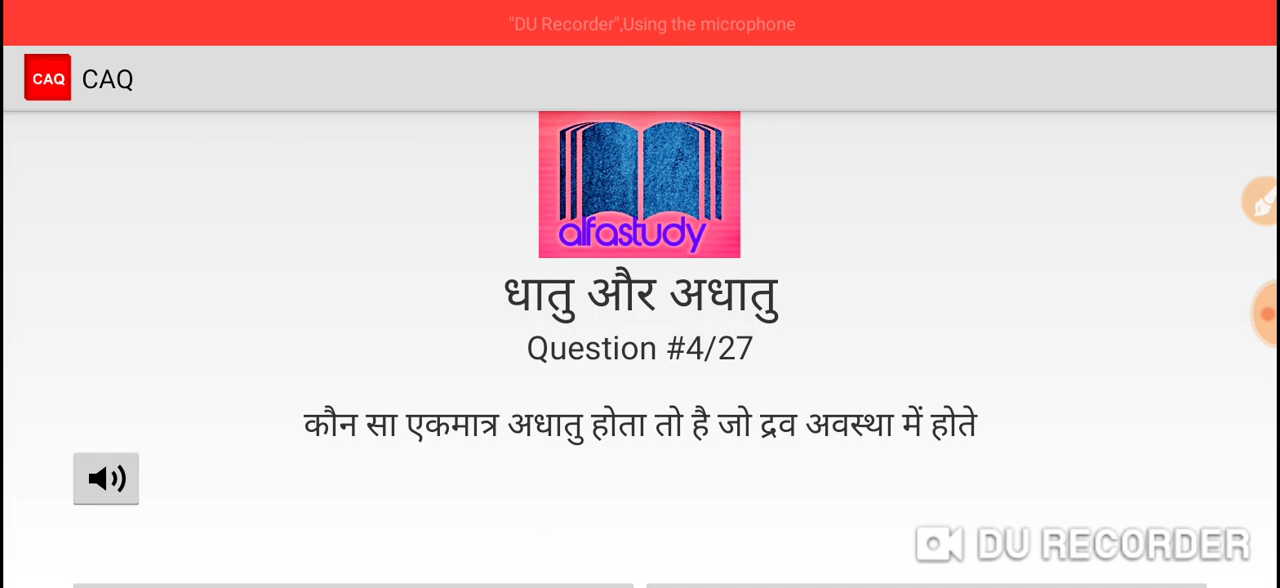 "DU Recorder",Using the microphone
CAQ CAQ
alfastudy
धातु और अधातु
Question #4/27
कौन सा एकमात्र अधातु होता तो है जो द्रव अवस्था में होते
DU RECORDER